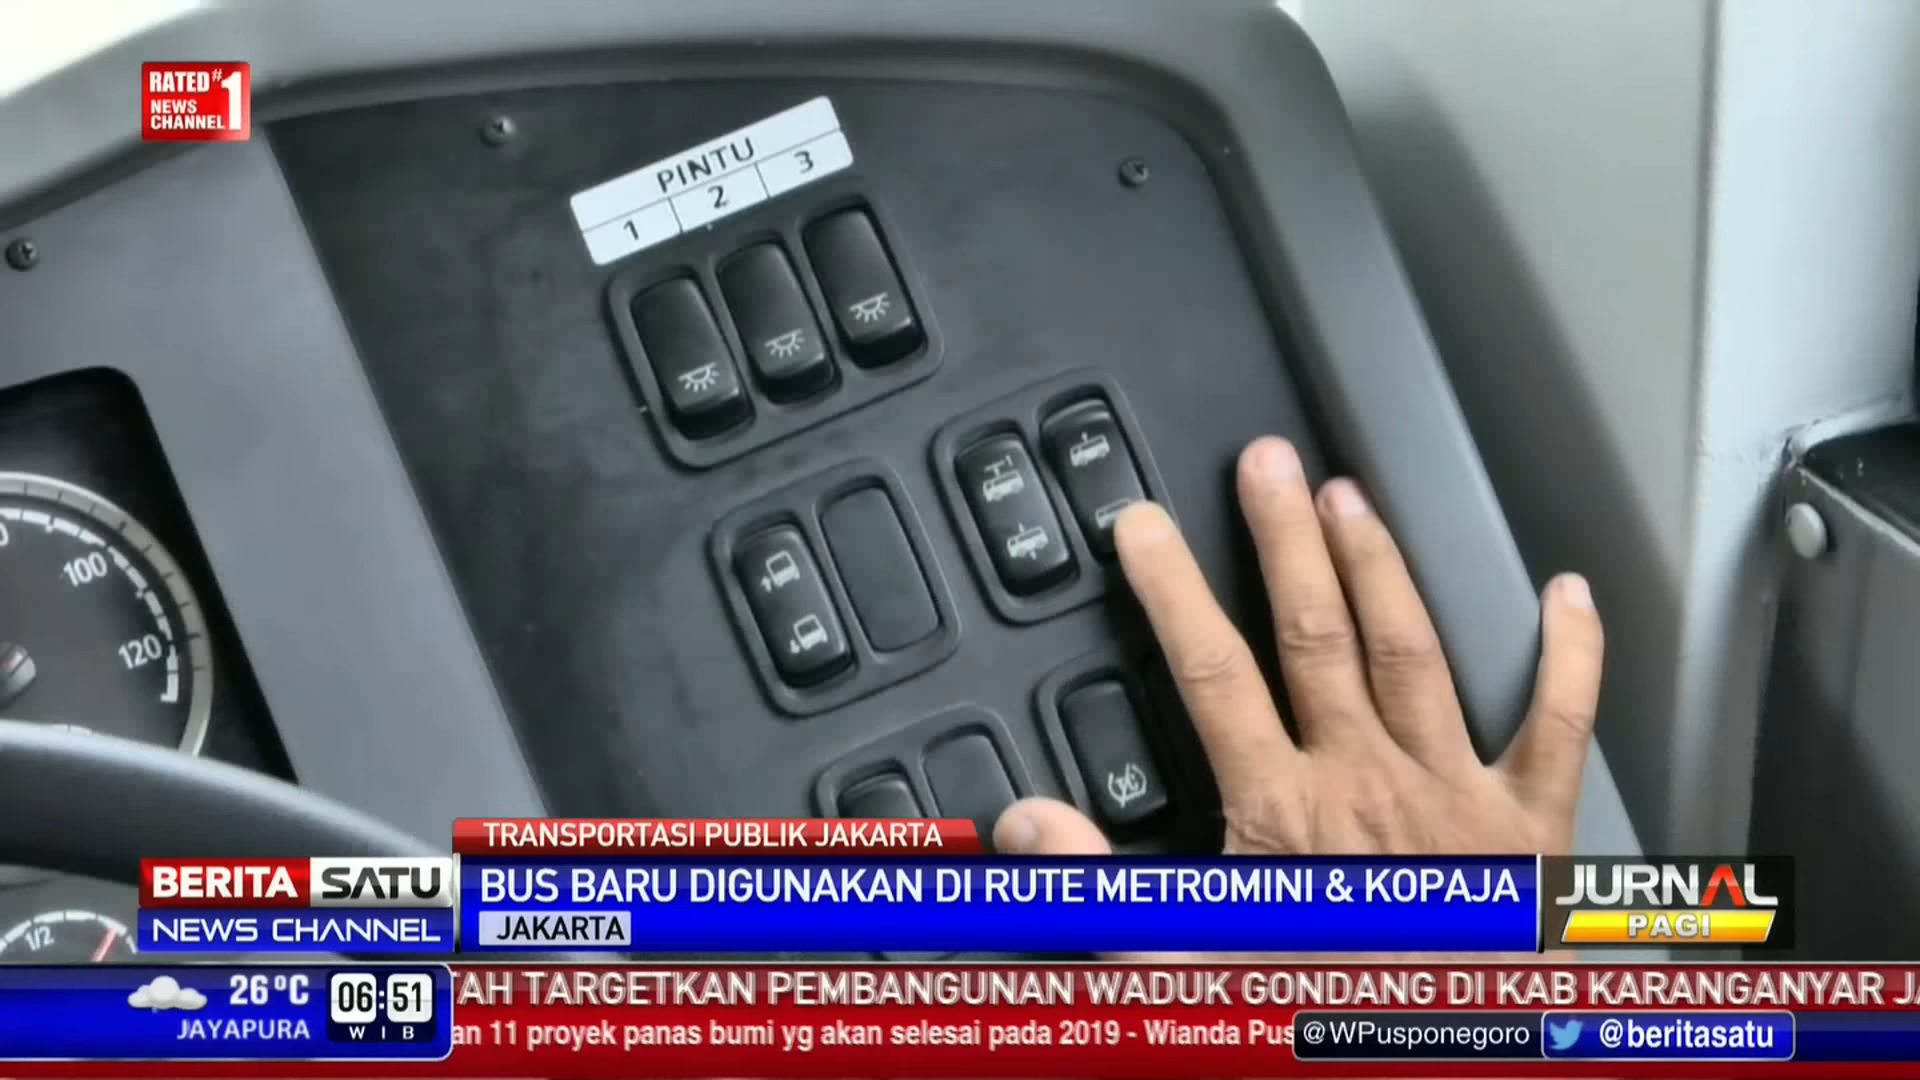 RATED #1
NEWS
CHANNEL
PINTU
1 2 3
100
120
1/2
TRANSPORTASI PUBLIK JAKARTA
BERITA SATU
NEWS CHANNEL
BUS BARU DIGUNAKAN DI RUTE METROMINI & KOPAJA
JAKARTA
JURNAL
PAGI
26°C
JAYAPURA
06:51
WIB
TAH TARGETKAN PEMBANGUNAN WADUK GONDANG DI KAB KARANGANYAR JA
an 11 proyek panas bumi yg akan selesai pada 2019 - Wianda Pus
@WPusponegoro
@beritasatu